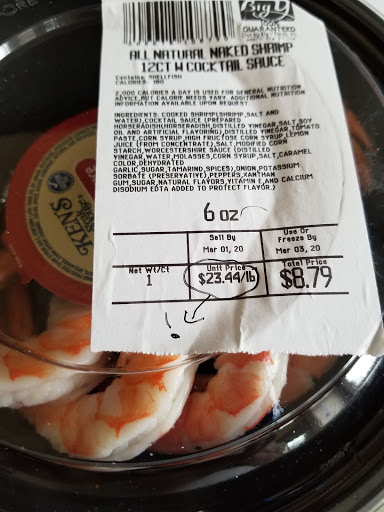 Big Y
GUARANTEED
ALL NATURAL NAKED SHRIMP
12CT W COCKTAIL SAUCE
Contains: SHELLFISH
CALORIES: 180
2,000 CALORIES A DAY IS USED FOR GENERAL NUTRITION
ADVICE, BUT CALORIE NEEDS VARY. ADDITIONAL NUTRITION
INFORMATION AVAILABLE UPON REQUEST
INGREDIENTS: COOKED SHRIMP(SHRIMP,SALT AND
WATER),COCKTAIL SAUCE (PREPARED
HORSERADISH(HORSERADISH,DISTILLED VINEGAR,SALT,SOY
OIL AND ARTIFICIAL FLAVORING),DISTILLED VINEGAR,TOMATO
PASTE,CORN SYRUP,HIGH FRUCTOSE CORN SYRUP,LEMON
JUICE (FROM CONCENTRATE),SALT,MODIFIED CORN
STARCH,WORCESTERSHIRE SAUCE (DISTILLED
VINEGAR,WATER,MOLASSES,CORN SYRUP,SALT,CARAMEL
COLOR,DEHYDRATED
GARLIC,SUGAR,TAMARIND,SPICES),ONION,POTASSIUM
SORBATE (PRESERVATIVE),PEPPERS,XANTHAN
GUM,SUGAR,NATURAL FLAVORS,VITAMIN E,AND CALCIUM
DISODIUM EDTA ADDED TO PROTECT FLAVOR.)
6 oz
Sell By Use Or Freeze By
Mar 01, 20 Mar 03, 20
Net Wt/Ct Unit Price Total Price
1 $23.44/lb $8.79
!
KEN'S